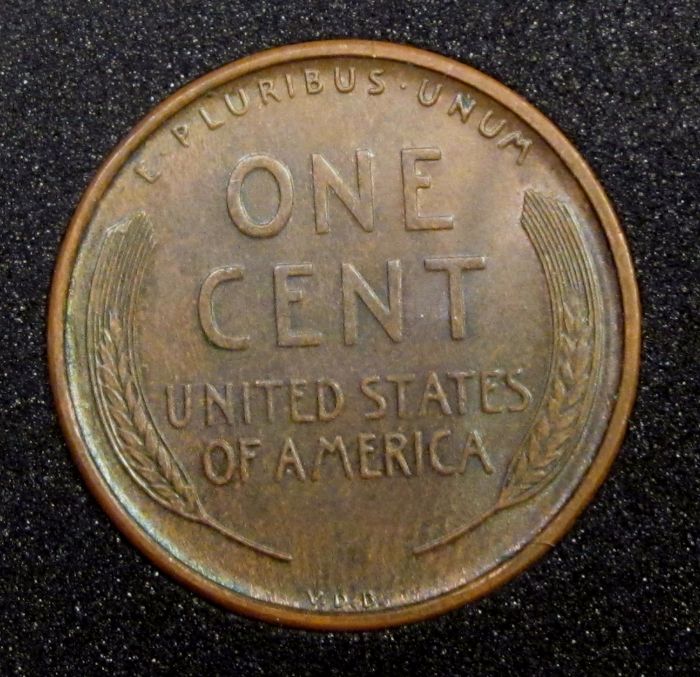 E · PLURIBUS · UNUM
ONE
CENT
UNITED STATES
OF AMERICA
V.D.B.